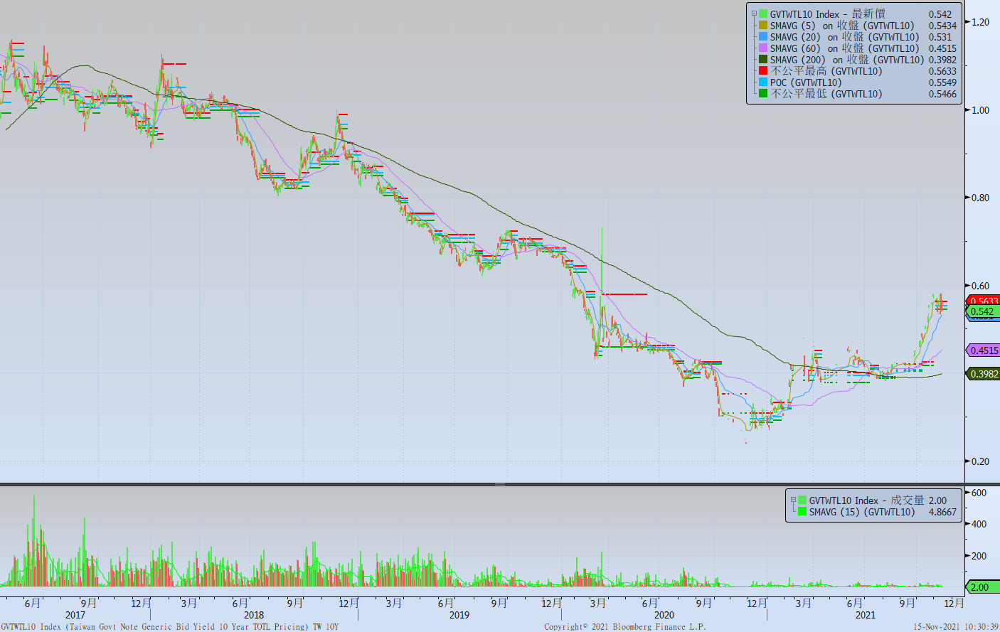 GVTWTL10 Index - 最新價 0.542
SMAVG (5) on 收盤 (GVTWTL10) 0.5434
SMAVG (20) on 收盤 (GVTWTL10) 0.531
SMAVG (60) on 收盤 (GVTWTL10) 0.4515
SMAVG (200) on 收盤 (GVTWTL10) 0.3982
不公平最高 (GVTWTL10) 0.5633
POC (GVTWTL10) 0.5549
不公平最低 (GVTWTL10) 0.5466
1.20
1.00
0.80
0.60
0.5633
0.542
0.4515
0.3982
0.20
GVTWTL10 Index - 成交量 2.00
SMAVG (15) (GVTWTL10) 4.8667
600
400
200
2.00
6月 9月 12月 3月 6月 9月 12月 3月 6月 9月 12月 3月 6月 9月 12月 3月 6月 9月 12月
2017 2018 2019 2020 2021
GVTWTL10 Index (Taiwan Govt Note Generic Bid Yield 10 Year TOTL Pricing) TW 10Y Copyright© 2021 Bloomberg Finance L.P. 15-Nov-2021 10:30:39